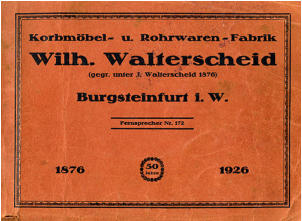 Korbmöbel- u. Rohrwaren-Fabrik
Wilh. Walterscheid
(gegr. unter J. Walterscheid 1876)
Burgsteinfurt i. W.
Fernsprecher Nr. 172
1876 50 Jahre 1926